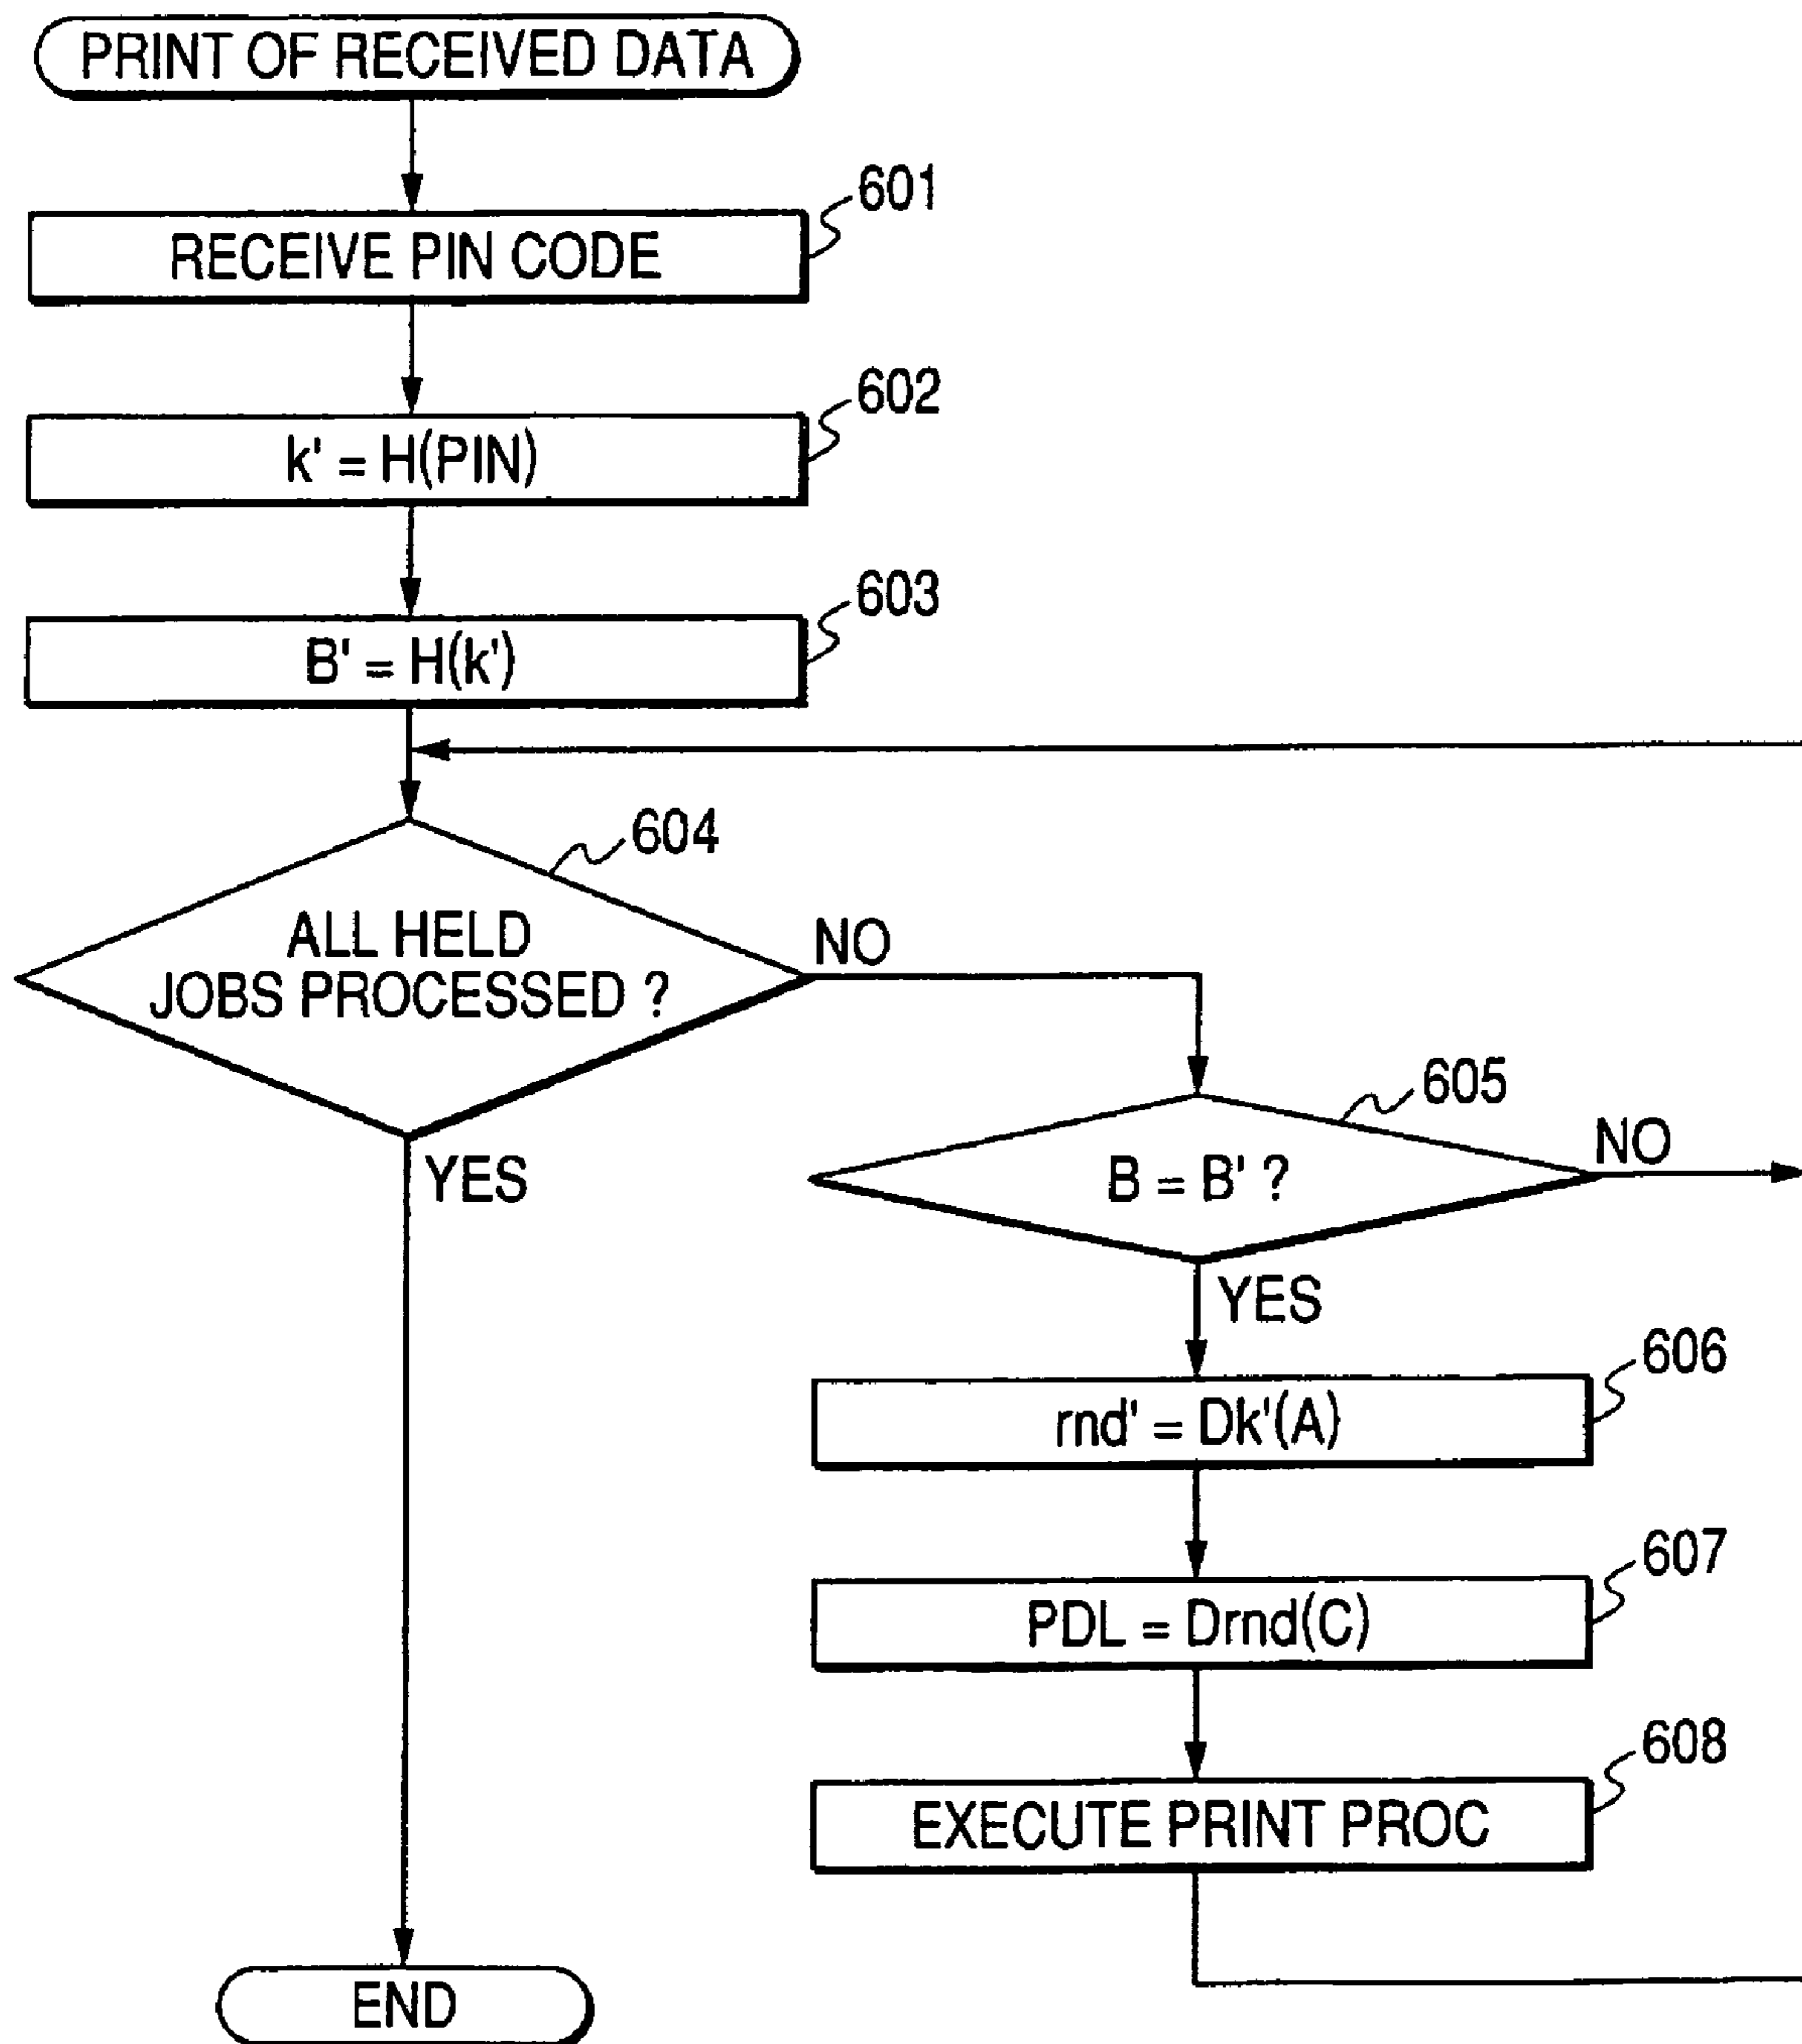 PRINT OF RECEIVED DATA
601
RECEIVE PIN CODE
602
k' = H(PIN)
603
B' = H(k')
604
ALL HELD
JOBS PROCESSED ?
NO
YES
605
B = B' ?
NO
YES
606
rnd' = Dk'(A)
607
PDL = Drnd(C)
608
EXECUTE PRINT PROC
END